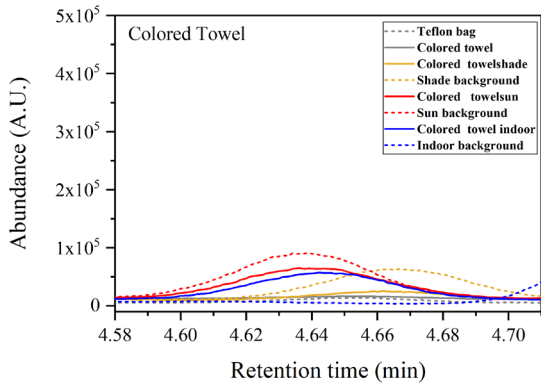 Colored Towel
Teflon bag
Colored towel
Colored towelshade
Shade background
Colored towelsun
Sun background
Colored towel indoor
Indoor background
Abundance (A.U.)
5x10⁵
4x10⁵
3x10⁵
2x10⁵
1x10⁵
0
4.58 4.60 4.62 4.64 4.66 4.68 4.70
Retention time (min)